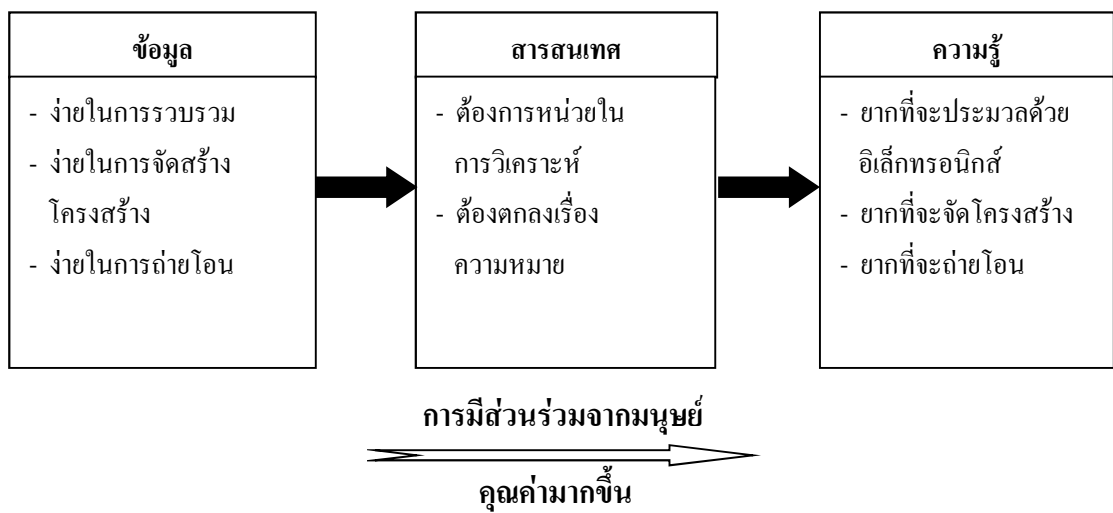 ข้อมูล
- ง่ายในการรวบรวม
- ง่ายในการจัดสร้าง
โครงสร้าง
- ง่ายในการถ่ายโอน
สารสนเทศ
- ต้องการหน่วยใน
การวิเคราะห์
- ต้องตกลงเรื่อง
ความหมาย
ความรู้
- ยากที่จะประมวลด้วย
อิเล็กทรอนิกส์
- ยากที่จะจัดโครงสร้าง
- ยากที่จะถ่ายโอน
การมีส่วนร่วมจากมนุษย์
คุณค่ามากขึ้น